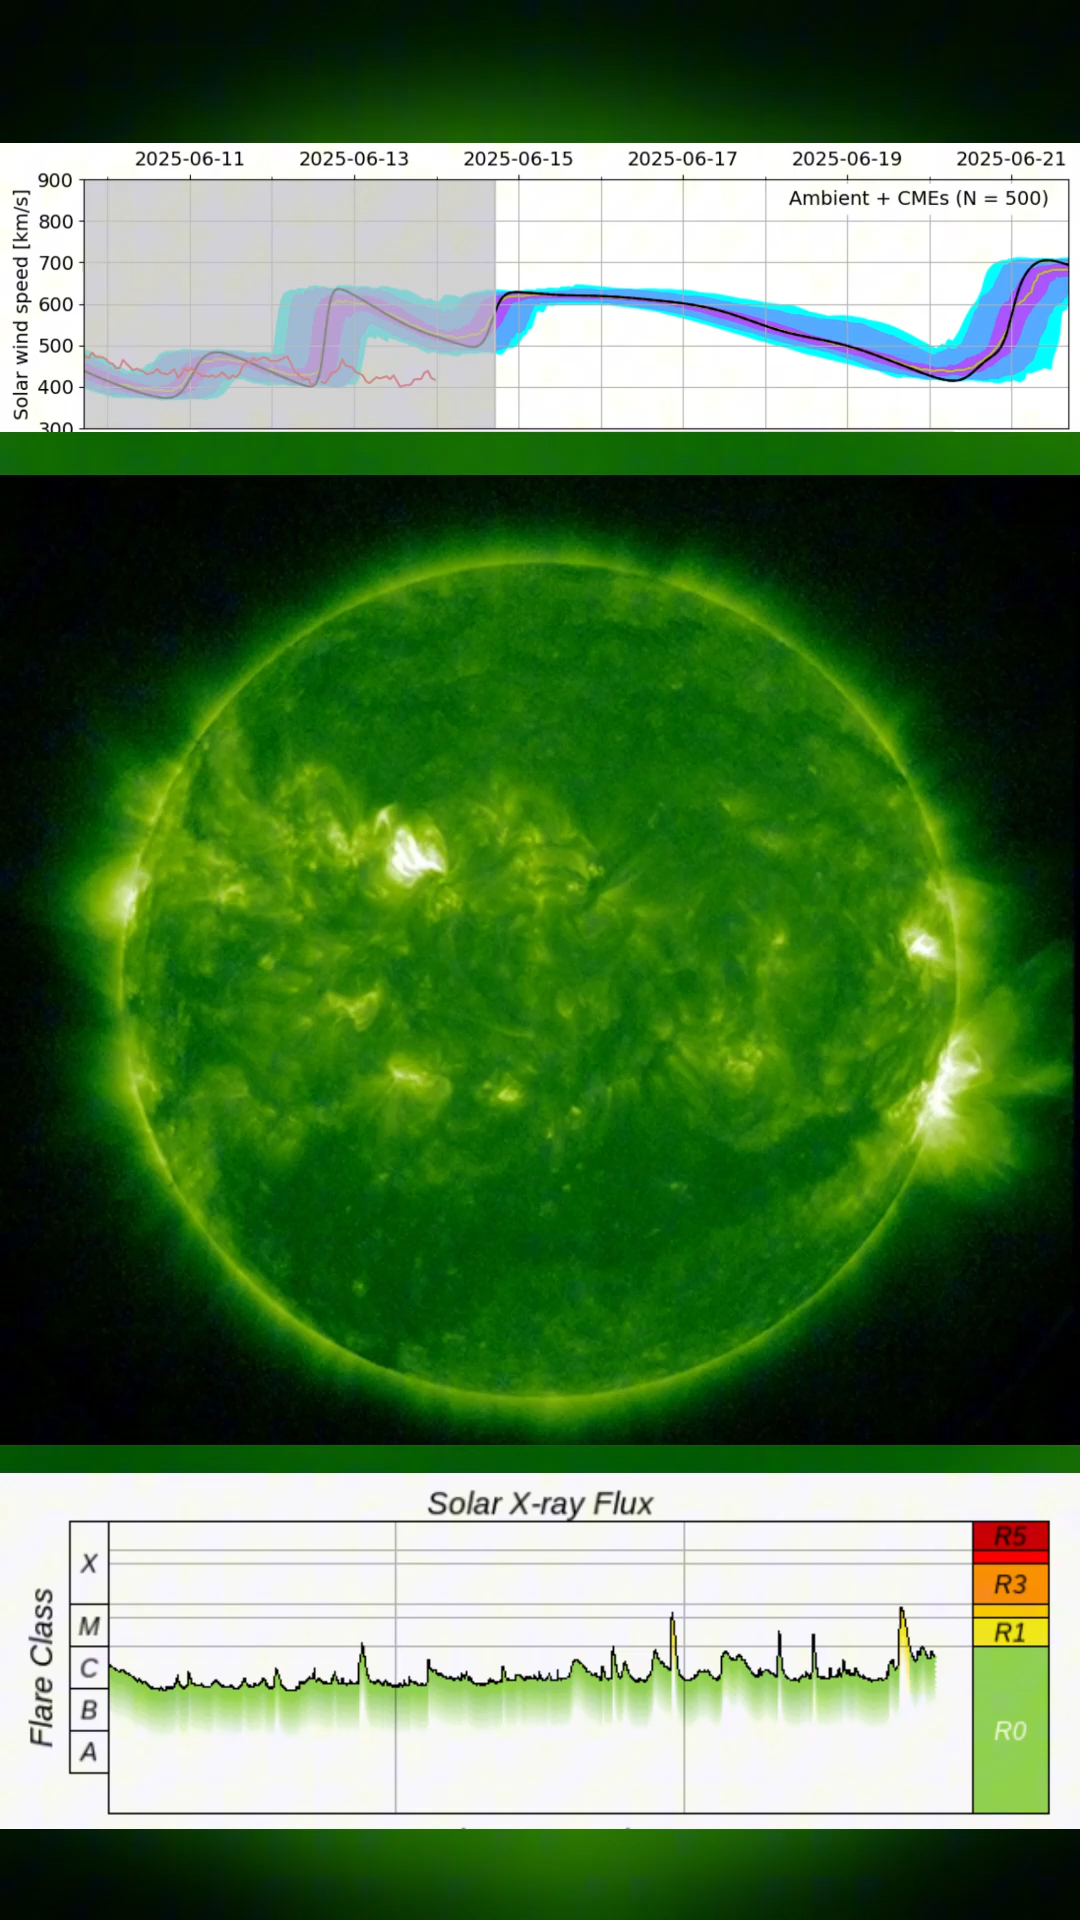 2025-06-11 2025-06-13 2025-06-15 2025-06-17 2025-06-19 2025-06-21
Solar wind speed [km/s]
900
800
700
600
500
400
300
Ambient + CMEs (N = 500)
Solar X-ray Flux
Flare Class
X
M
C
B
A
R5
R3
R1
R0